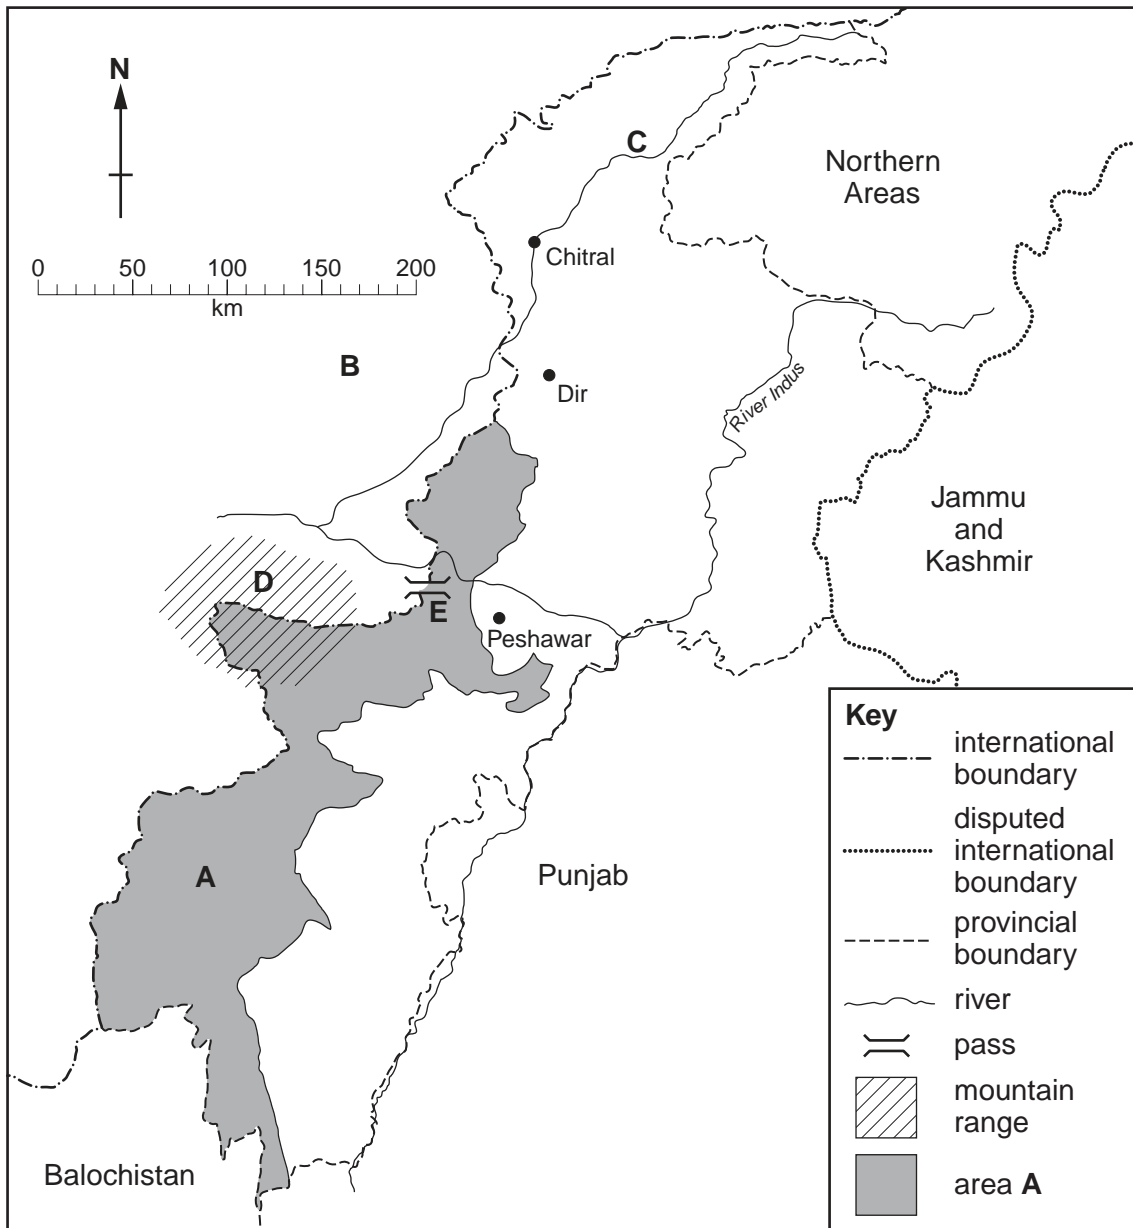 N
C
Northern
Areas
Chitral
0 50 100 150 200
km
B
Dir
River Indus
Jammu
and
Kashmir
D
E
Peshawar
A
Punjab
Balochistan
Key
international
boundary
disputed
international
boundary
provincial
boundary
river
pass
mountain
range
area A